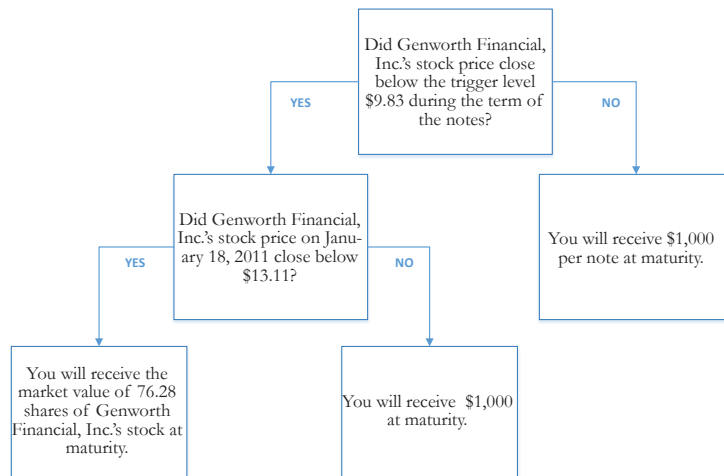 Did Genworth Financial,
Inc.'s stock price close
below the trigger level
$9.83 during the term of
the notes?
YES
NO
Did Genworth Financial,
Inc.'s stock price on Janu-
ary 18, 2011 close below
$13.11?
You will receive $1,000
per note at maturity.
YES
NO
You will receive the
market value of 76.28
shares of Genworth
Financial, Inc.'s stock at
maturity.
You will receive $1,000
at maturity.